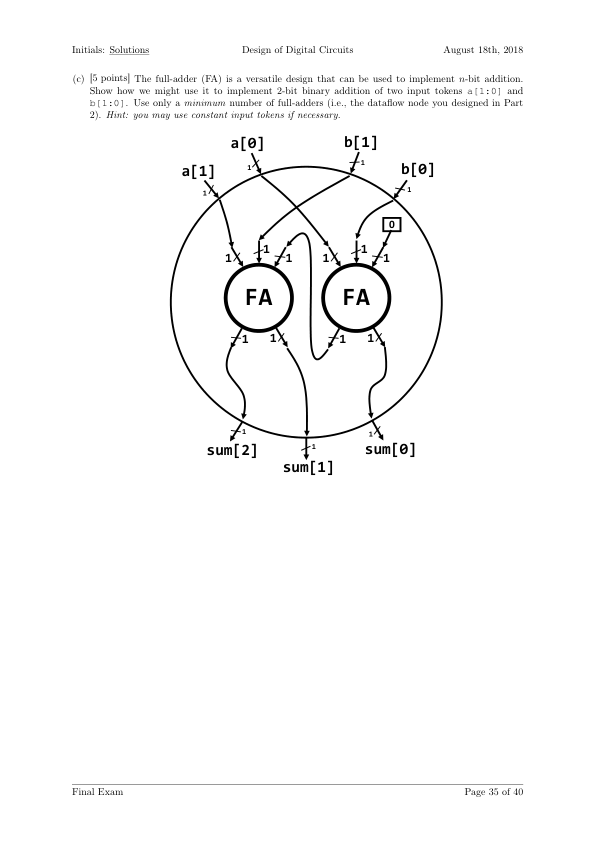 Initials: Solutions Design of Digital Circuits August 18th, 2018
(c) [5 points] The full-adder (FA) is a versatile design that can be used to implement n-bit addition.
Show how we might use it to implement 2-bit binary addition of two input tokens a[1:0] and
b[1:0]. Use only a minimum number of full-adders (i.e., the dataflow node you designed in Part
2). Hint: you may use constant input tokens if necessary.
a[0] b[1]
a[1] b[0]
1 1
1 1
0
1 1 1 1 1 1
FA FA
1 1 1 1
1 1
sum[2] sum[0]
1
sum[1]
Final Exam Page 35 of 40